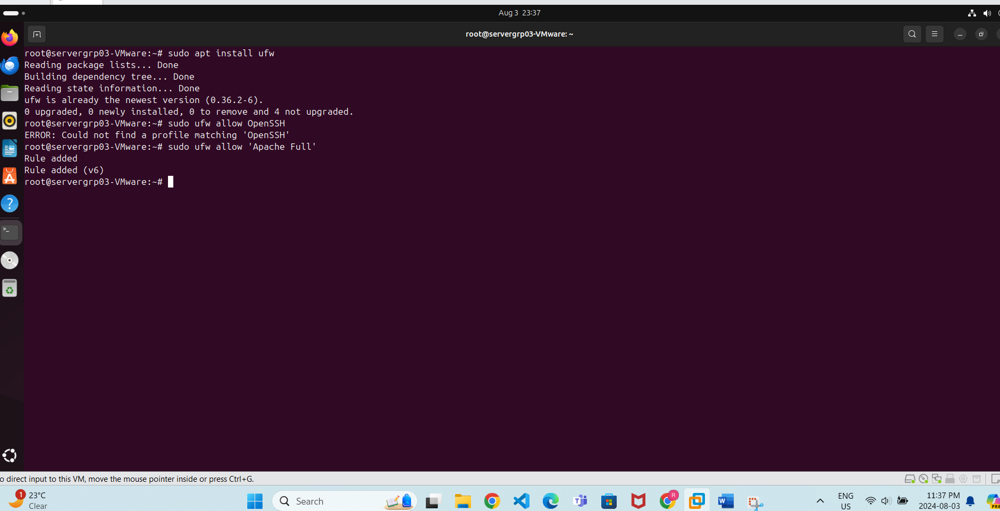 Aug 3 23:37
root@servergrp03-VMware: ~
root@servergrp03-VMware:~# sudo apt install ufw
Reading package lists... Done
Building dependency tree... Done
Reading state information... Done
ufw is already the newest version (0.36.2-6).
0 upgraded, 0 newly installed, 0 to remove and 4 not upgraded.
root@servergrp03-VMware:~# sudo ufw allow OpenSSH
ERROR: Could not find a profile matching 'OpenSSH'
root@servergrp03-VMware:~# sudo ufw allow 'Apache Full'
Rule added
Rule added (v6)
root@servergrp03-VMware:~#
o direct input to this VM, move the mouse pointer inside or press Ctrl+G.
1
23°C
Clear
Search
R
ENG
US
11:37 PM
2024-08-03
PRE